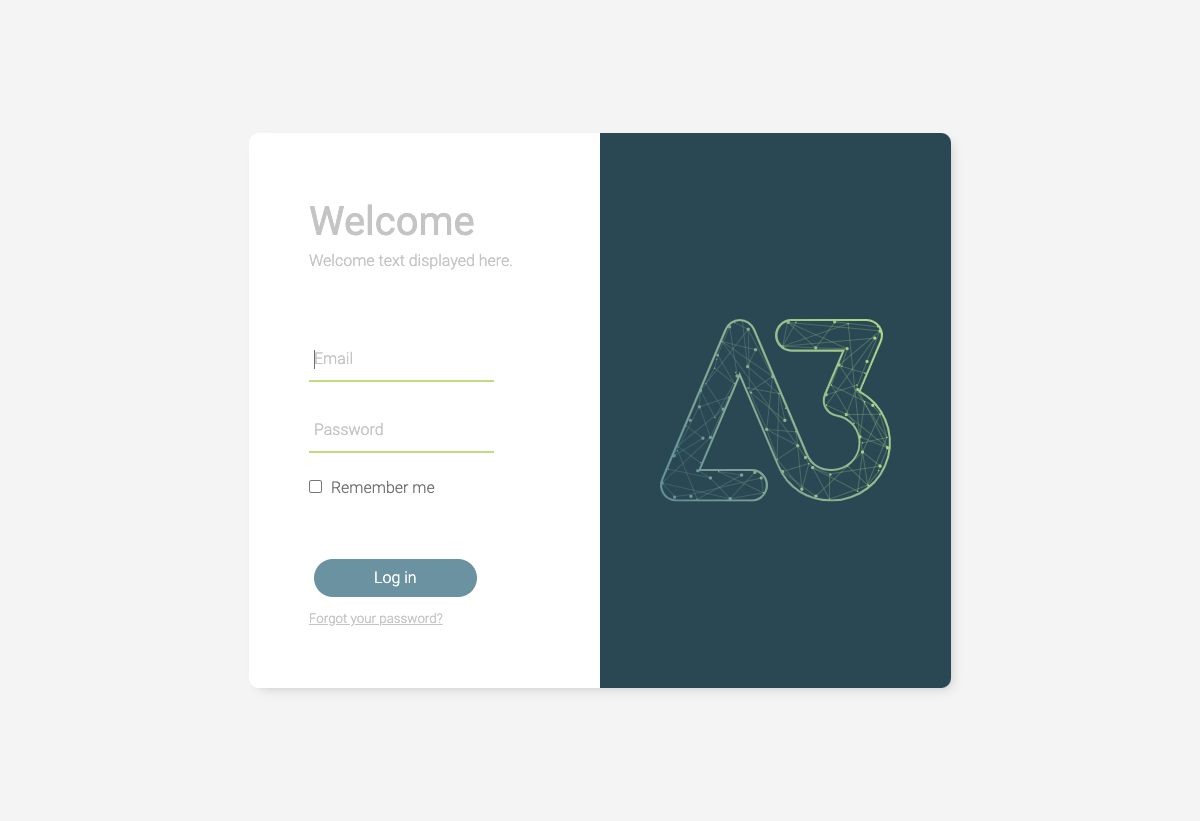 Welcome
Welcome text displayed here.
Email
Password
Remember me
Log in
Forgot your password?
A3